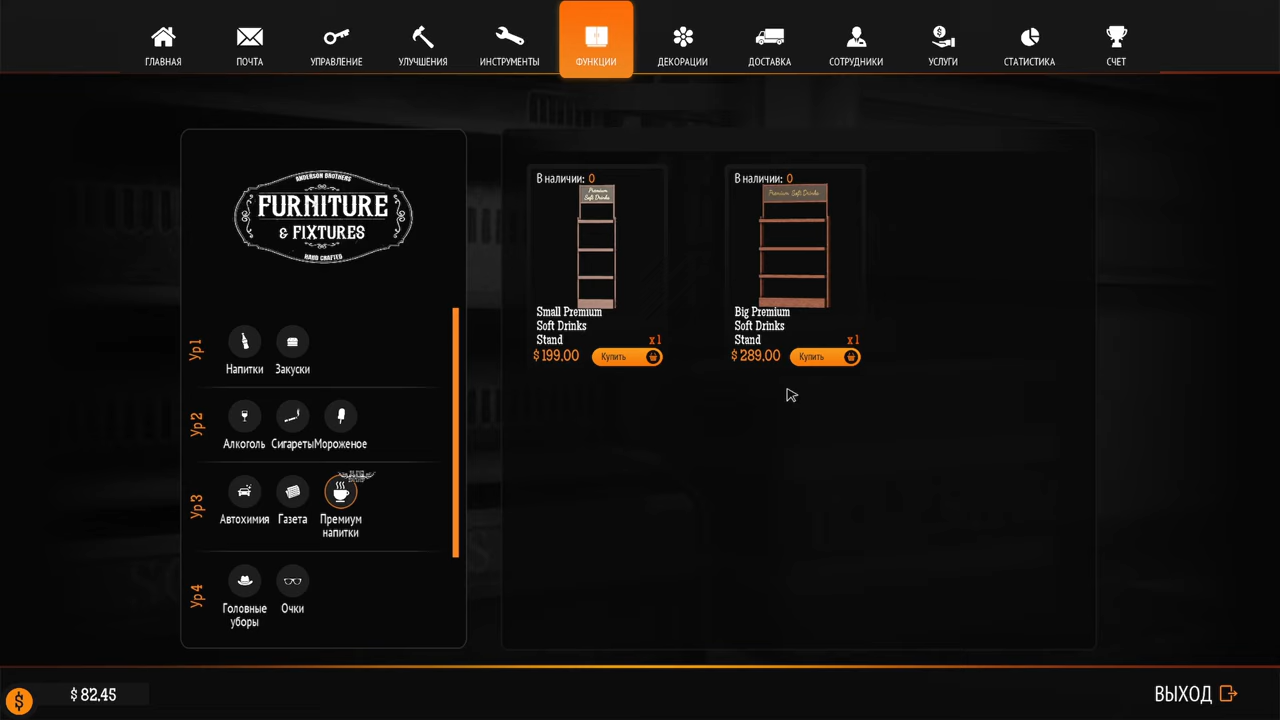 ГЛАВНАЯ
ПОЧТА
УПРАВЛЕНИЕ
УЛУЧШЕНИЯ
ИНСТРУМЕНТЫ
ФУНКЦИИ
ДЕКОРАЦИИ
ДОСТАВКА
СОТРУДНИКИ
УСЛУГИ
СТАТИСТИКА
СЧЕТ
ANDERSON BROTHERS
FURNITURE
& FIXTURES
HAND CRAFTED
Ур1
Напитки
Закуски
Ур2
Алкоголь
Сигареты
Мороженое
Ур3
Автохимия
Газета
Премиум
напитки
Ур4
Головные
уборы
Очки
В наличии: 0
Premium
Soft Drinks
Small Premium
Soft Drinks
Stand
x1
$199.00
Купить
В наличии: 0
Premium Soft Drinks
Big Premium
Soft Drinks
Stand
x1
$289.00
Купить
$82.45
ВЫХОД